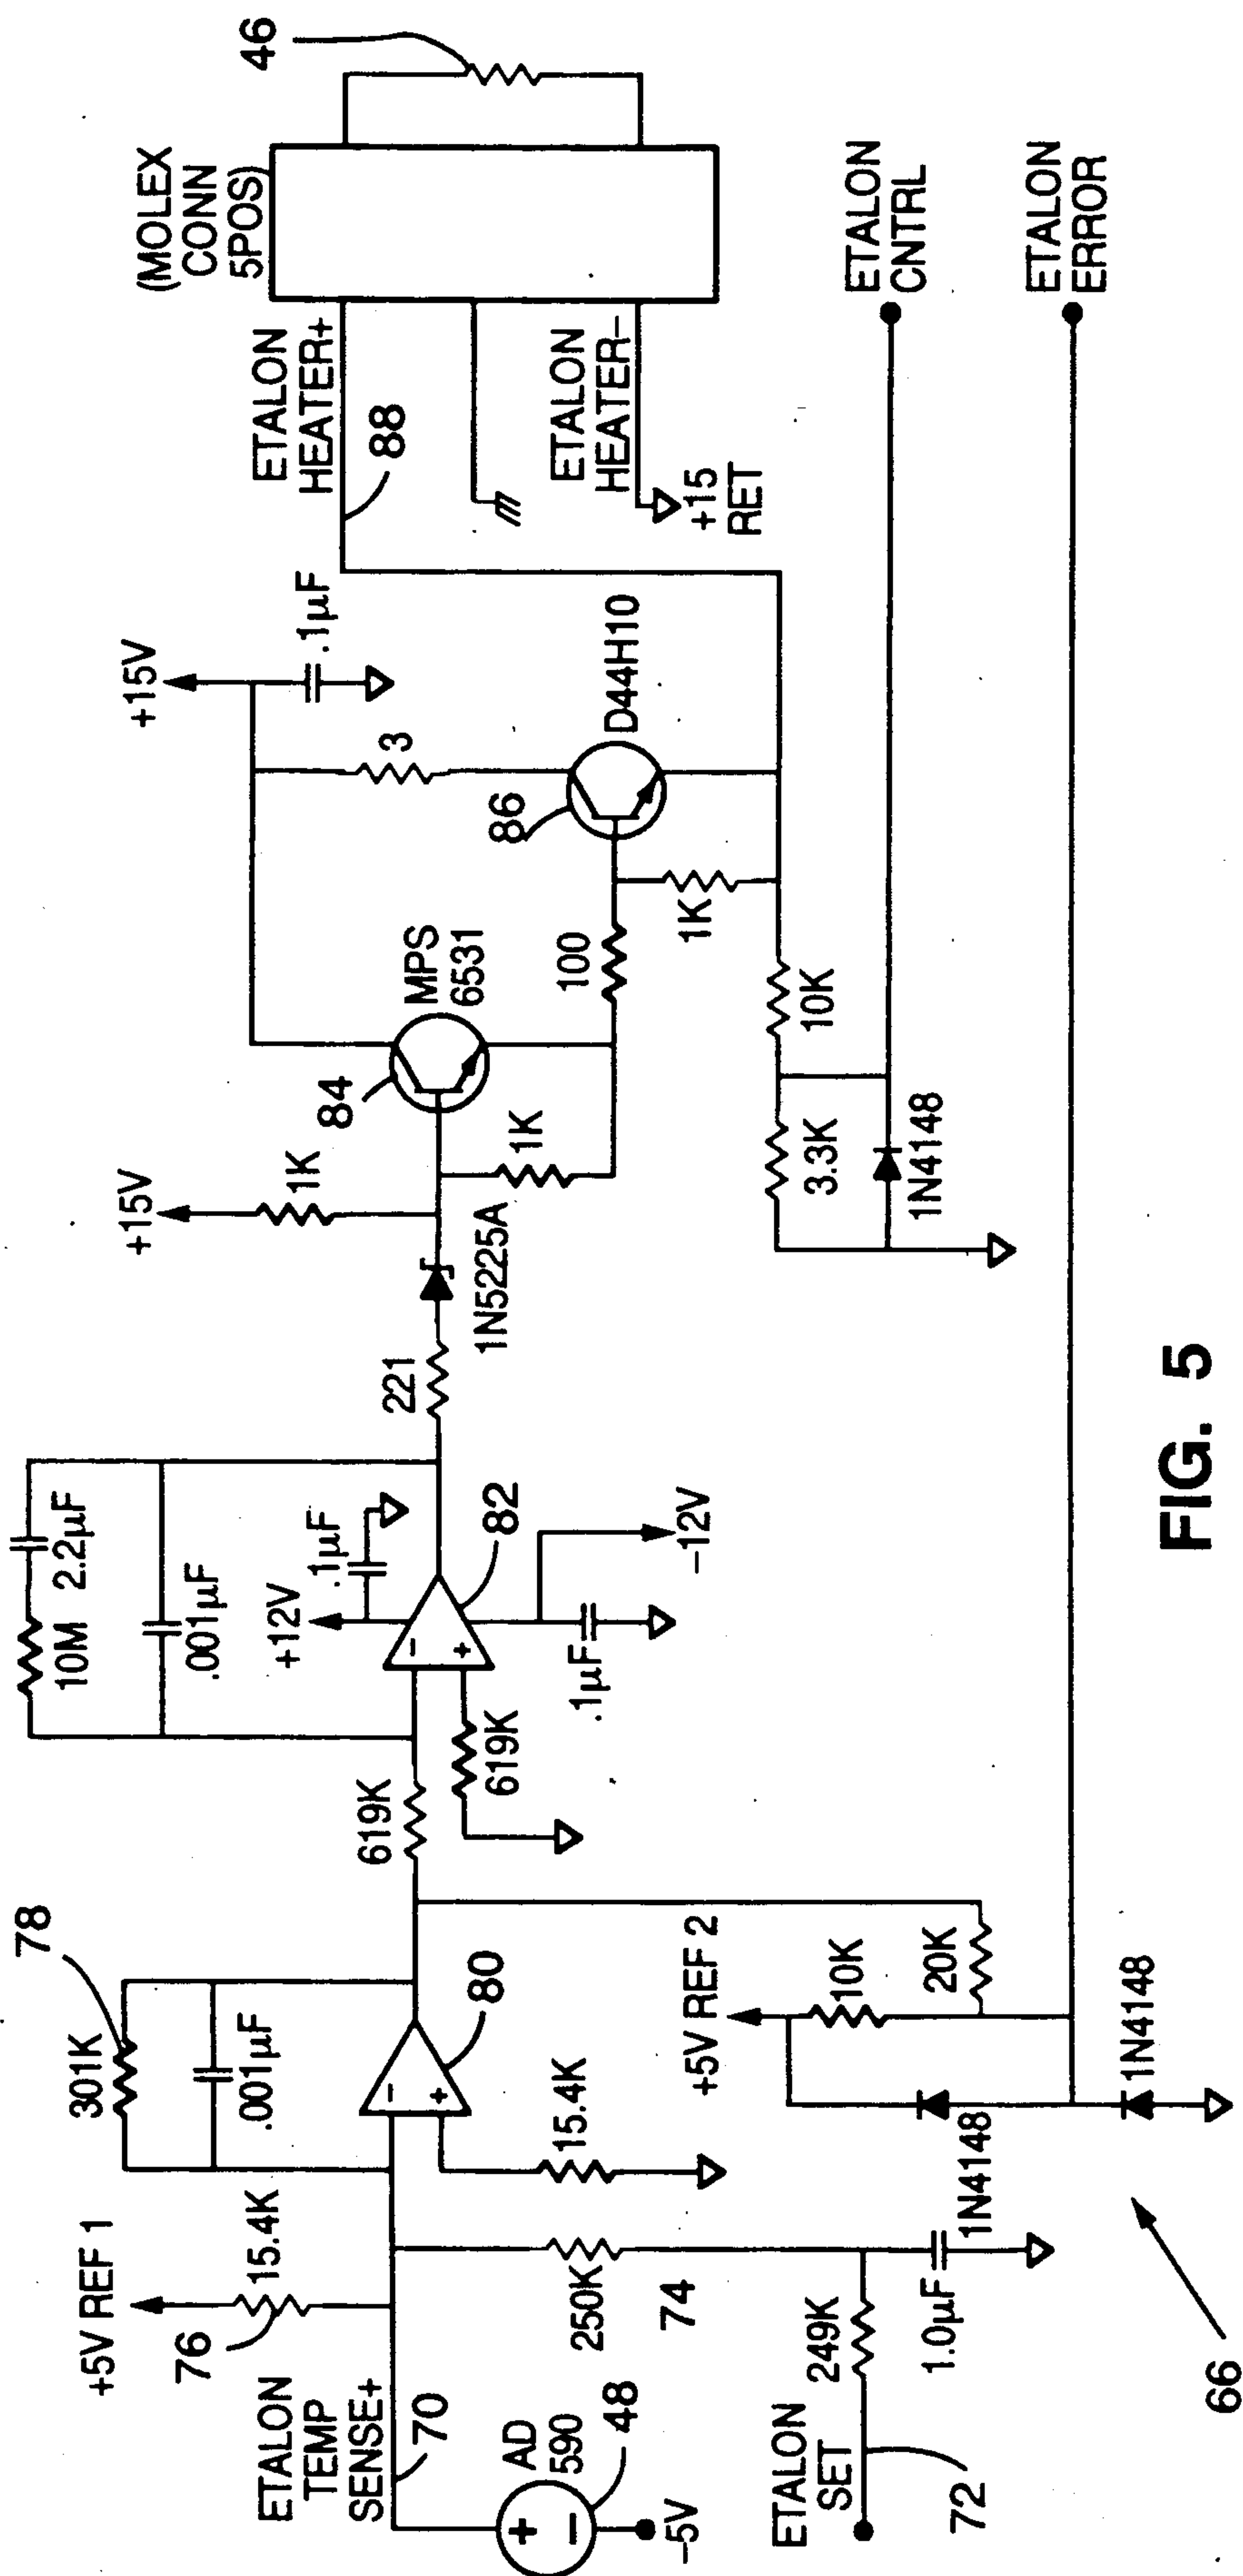 46
(MOLEX
CONN
5POS)
ETALON
HEATER+
88
ETALON
HEATER–
+15
RET
ETALON
CNTRL
ETALON
ERROR
+15V
.1µF
3
D44H10
86
1K
100
MPS
6531
84
10K
+15V
1K
1K
3.3K
1N4148
1N5225A
221
10M
2.2µF
.001µF
+12V
.1µF
82
–12V
.1µF
–
+
619K
619K
78
301K
.001µF
80
–
+
+5V REF 2
10K
20K
15.4K
1N4148
1N4148
+5V REF 1
15.4K
76
250K
74
249K
1.0µF
ETALON
TEMP
SENSE+
70
AD
590
48
+
–
–5V
ETALON
SET
72
66
FIG. 5